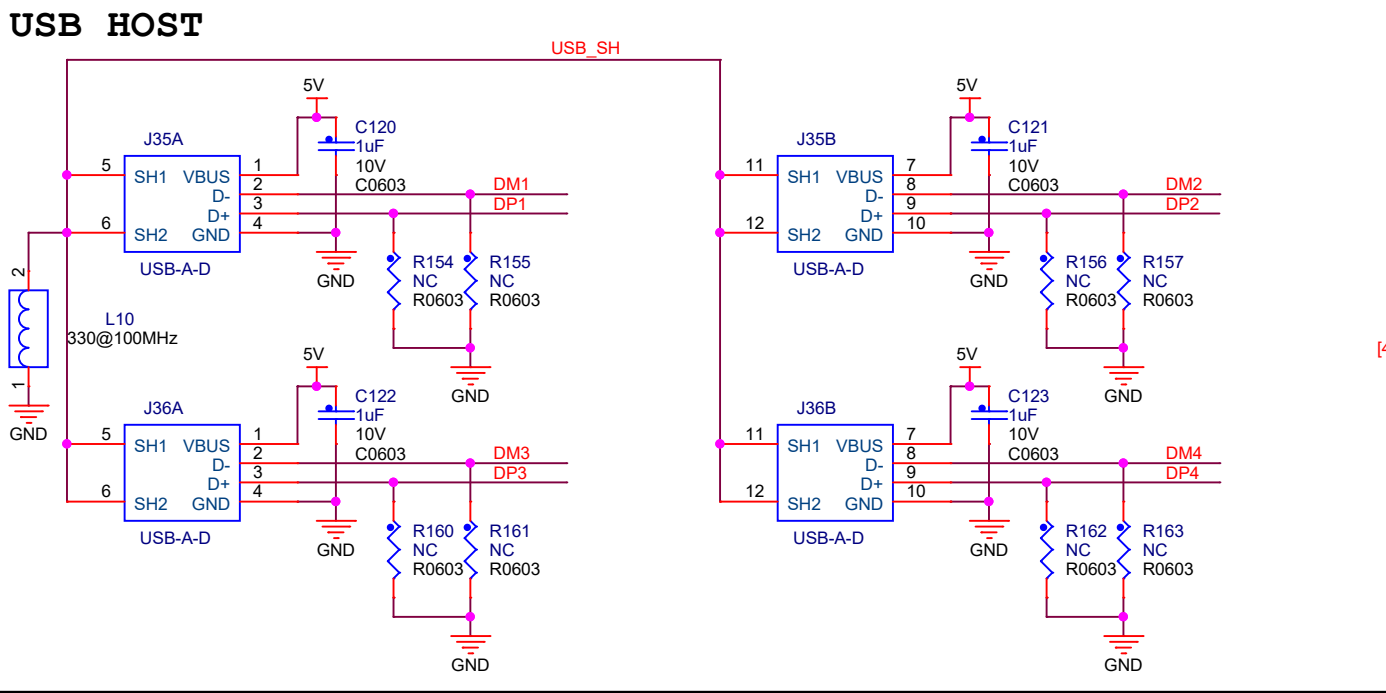 USB HOST
USB_SH
5V
C120
1uF
10V
C0603
J35A
5
6
SH1
SH2
VBUS
D-
D+
GND
1
2
3
4
USB-A-D
DM1
DP1
GND
R154
NC
R0603
R155
NC
R0603
GND
5V
C121
1uF
10V
C0603
J35B
11
12
SH1
SH2
VBUS
D-
D+
GND
7
8
9
10
USB-A-D
DM2
DP2
GND
R156
NC
R0603
R157
NC
R0603
GND
2
L10
330@100MHz
1
GND
5V
C122
1uF
10V
C0603
J36A
5
6
SH1
SH2
VBUS
D-
D+
GND
1
2
3
4
USB-A-D
DM3
DP3
GND
R160
NC
R0603
R161
NC
R0603
GND
5V
C123
1uF
10V
C0603
J36B
11
12
SH1
SH2
VBUS
D-
D+
GND
7
8
9
10
USB-A-D
DM4
DP4
GND
R162
NC
R0603
R163
NC
R0603
GND